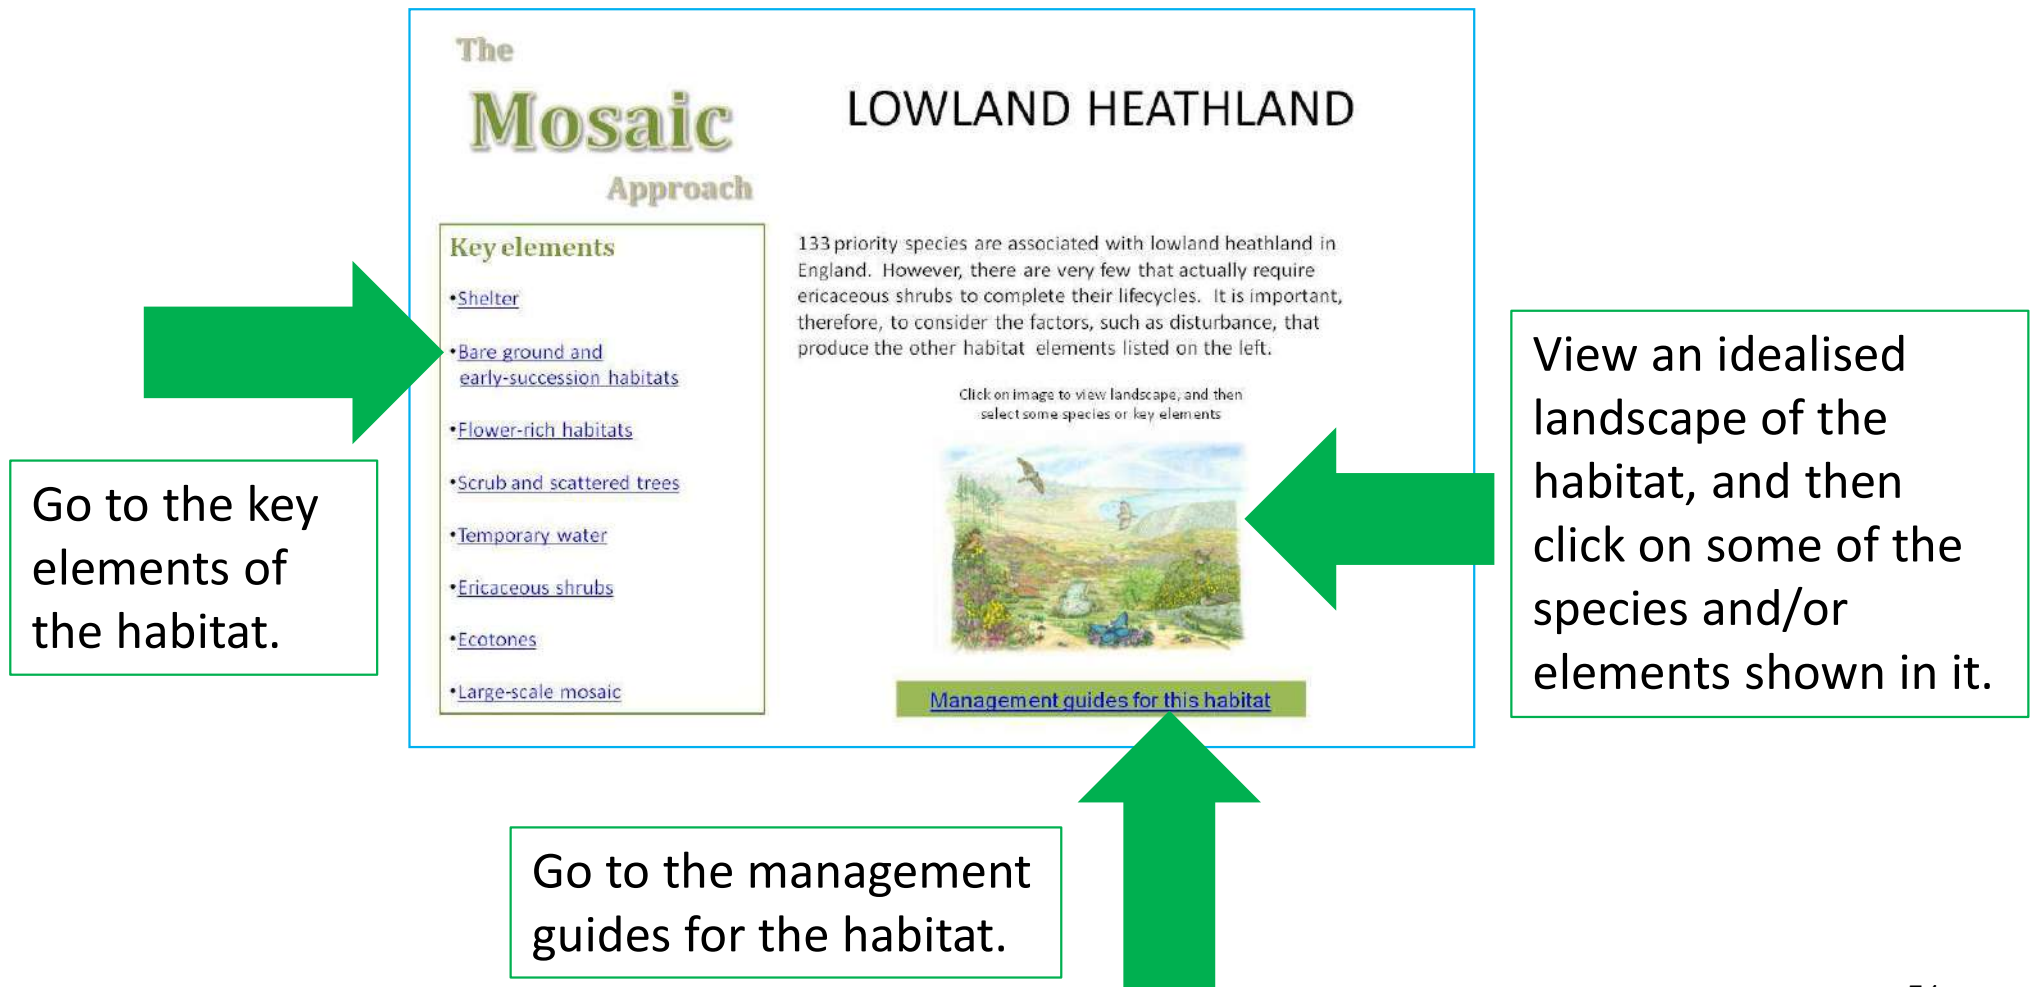 The
Mosaic
Approach
LOWLAND HEATHLAND
Key elements
•Shelter
•Bare ground and
early-succession habitats
•Flower-rich habitats
•Scrub and scattered trees
•Temporary water
•Ericaceous shrubs
•Ecotones
•Large-scale mosaic
133 priority species are associated with lowland heathland in
England. However, there are very few that actually require
ericaceous shrubs to complete their lifecycles. It is important,
therefore, to consider the factors, such as disturbance, that
produce the other habitat elements listed on the left.
Click on image to view landscape, and then
select some species or key elements
Management guides for this habitat
Go to the key
elements of
the habitat.
View an idealised
landscape of the
habitat, and then
click on some of the
species and/or
elements shown in it.
Go to the management
guides for the habitat.